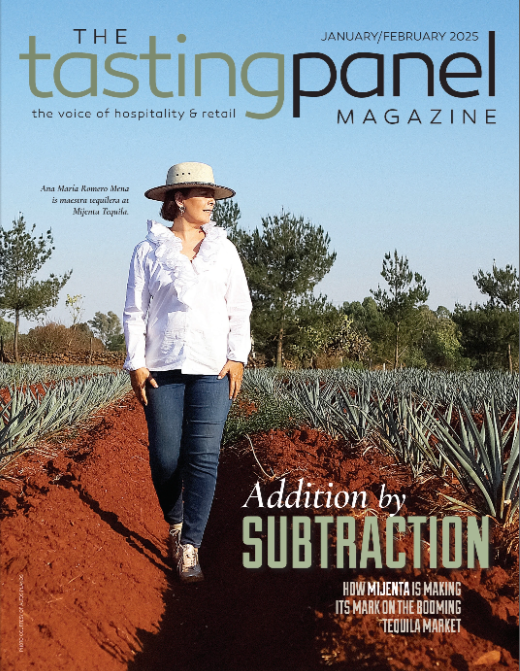 THE
JANUARY/FEBRUARY 2025
tastingpanel
the voice of hospitality & retail
MAGAZINE
Ana María Romero Mena
is maestra tequilera at
Mijenta Tequila.
Addition by
SUBTRACTION
HOW MIJENTA IS MAKING
ITS MARK ON THE BOOMING
TEQUILA MARKET